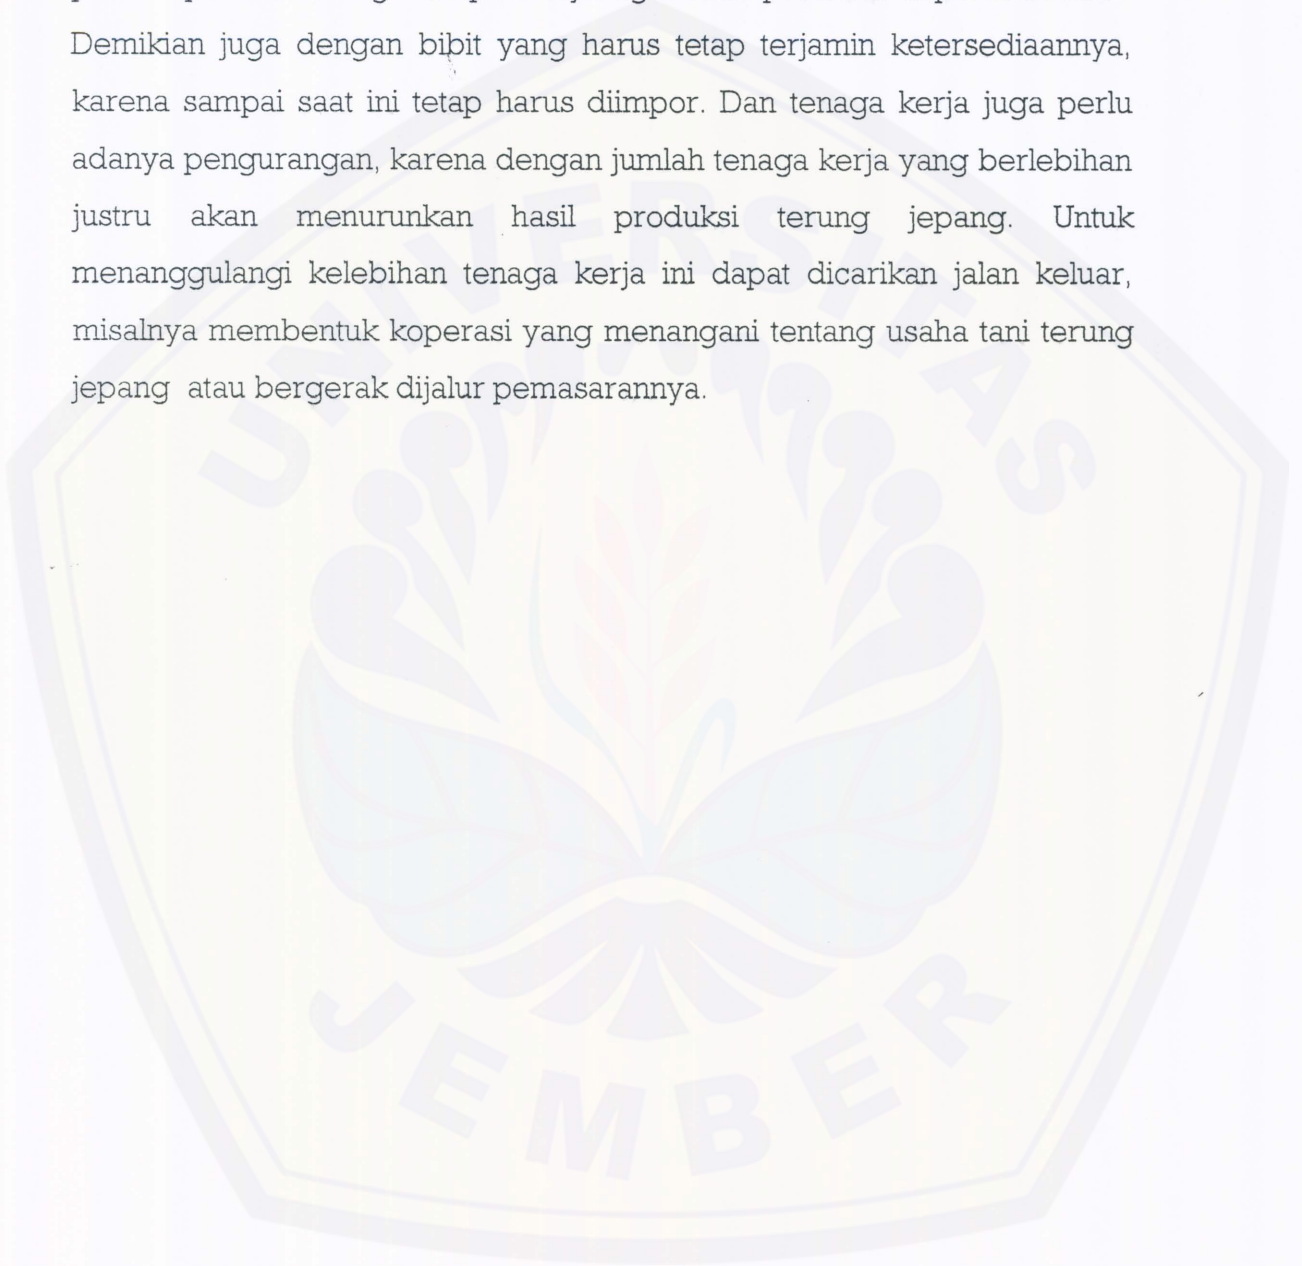 Demikian juga dengan bibit yang harus tetap terjamin ketersediaannya,
karena sampai saat ini tetap harus diimpor. Dan tenaga kerja juga perlu
adanya pengurangan, karena dengan jumlah tenaga kerja yang berlebihan
justru akan menurunkan hasil produksi terung jepang. Untuk
menanggulangi kelebihan tenaga kerja ini dapat dicarikan jalan keluar,
misalnya membentuk koperasi yang menangani tentang usaha tani terung
jepang atau bergerak dijalur pemasarannya.
UNIVERSITAS
JEMBER